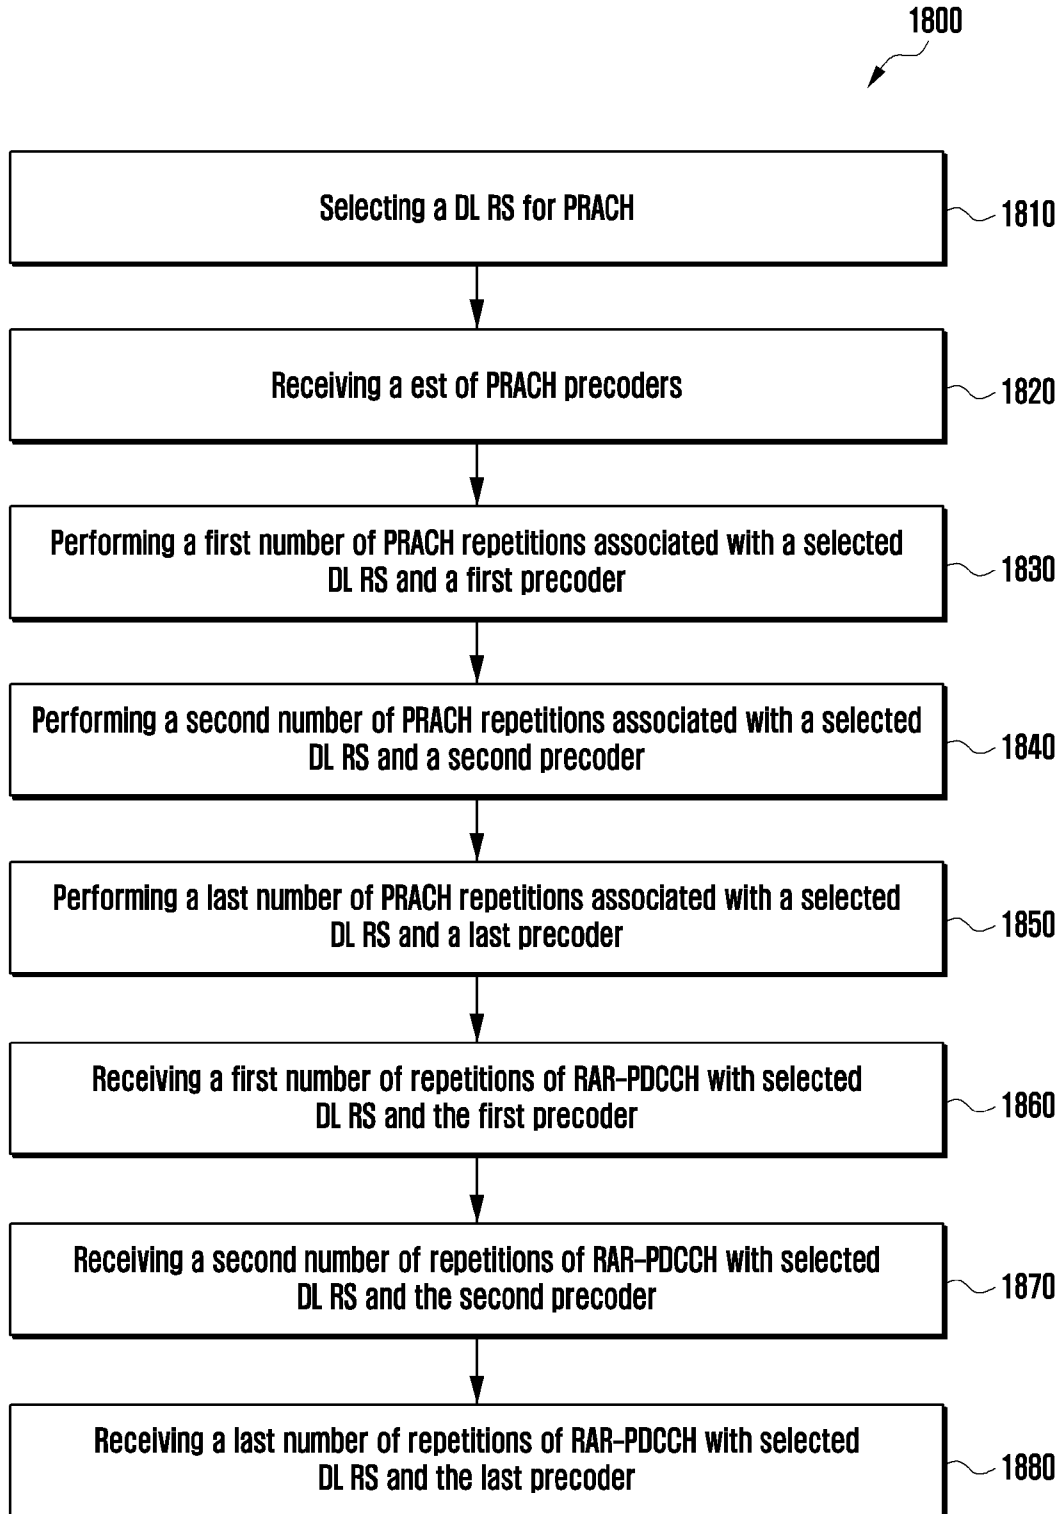 1800
Selecting a DL RS for PRACH
1810
Receiving a est of PRACH precoders
1820
Performing a first number of PRACH repetitions associated with a selected
DL RS and a first precoder
1830
Performing a second number of PRACH repetitions associated with a selected
DL RS and a second precoder
1840
Performing a last number of PRACH repetitions associated with a selected
DL RS and a last precoder
1850
Receiving a first number of repetitions of RAR-PDCCH with selected
DL RS and the first precoder
1860
Receiving a second number of repetitions of RAR-PDCCH with selected
DL RS and the second precoder
1870
Receiving a last number of repetitions of RAR-PDCCH with selected
DL RS and the last precoder
1880